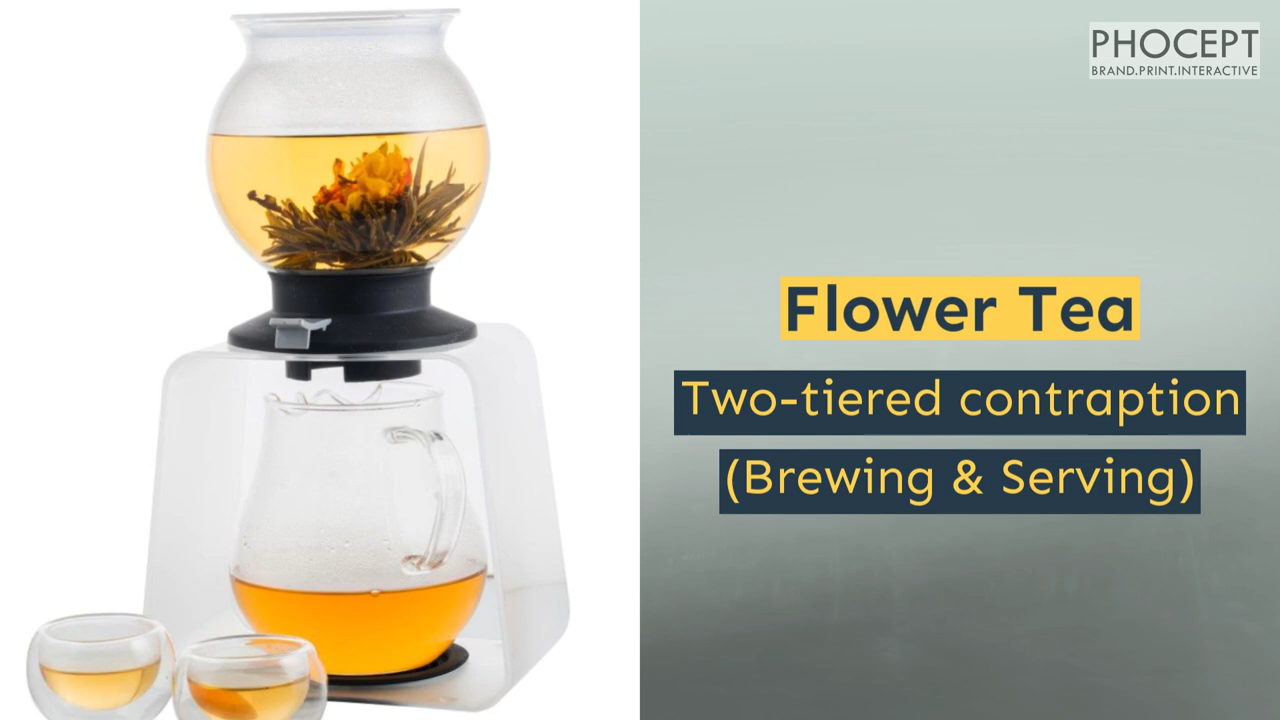 PHOCEPT
BRAND.PRINT.INTERACTIVE
Flower Tea
Two-tiered contraption
(Brewing & Serving)